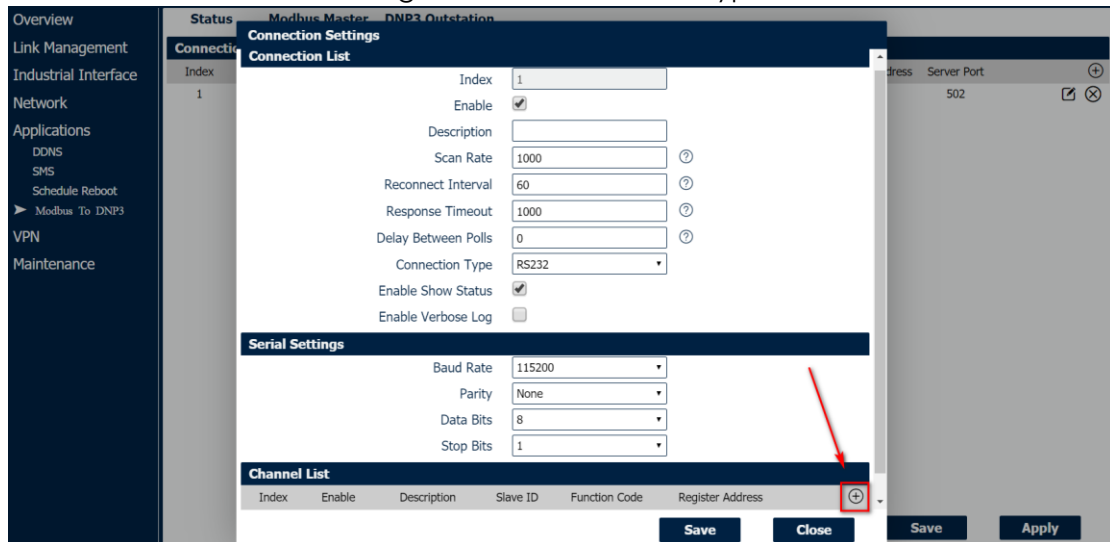 Overview
Link Management
Industrial Interface
Network
Applications
DDNS
SMS
Schedule Reboot
➤ Modbus To DNP3
VPN
Maintenance
Status Modbus Master DNP3 Outstation
Index Server Port
1 502
Connection Settings
Connection List
Index 1
Enable
Description
Scan Rate 1000
Reconnect Interval 60
Response Timeout 1000
Delay Between Polls 0
Connection Type RS232
Enable Show Status
Enable Verbose Log
Serial Settings
Baud Rate 115200
Parity None
Data Bits 8
Stop Bits 1
Channel List
Index Enable Description Slave ID Function Code Register Address
Save Close
Save Apply